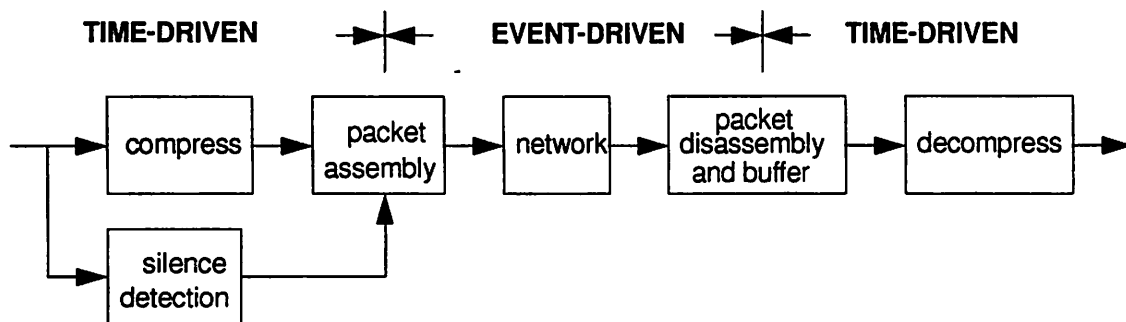 TIME-DRIVEN EVENT-DRIVEN TIME-DRIVEN
compress
packet
assembly
network
packet
disassembly
and buffer
decompress
silence
detection